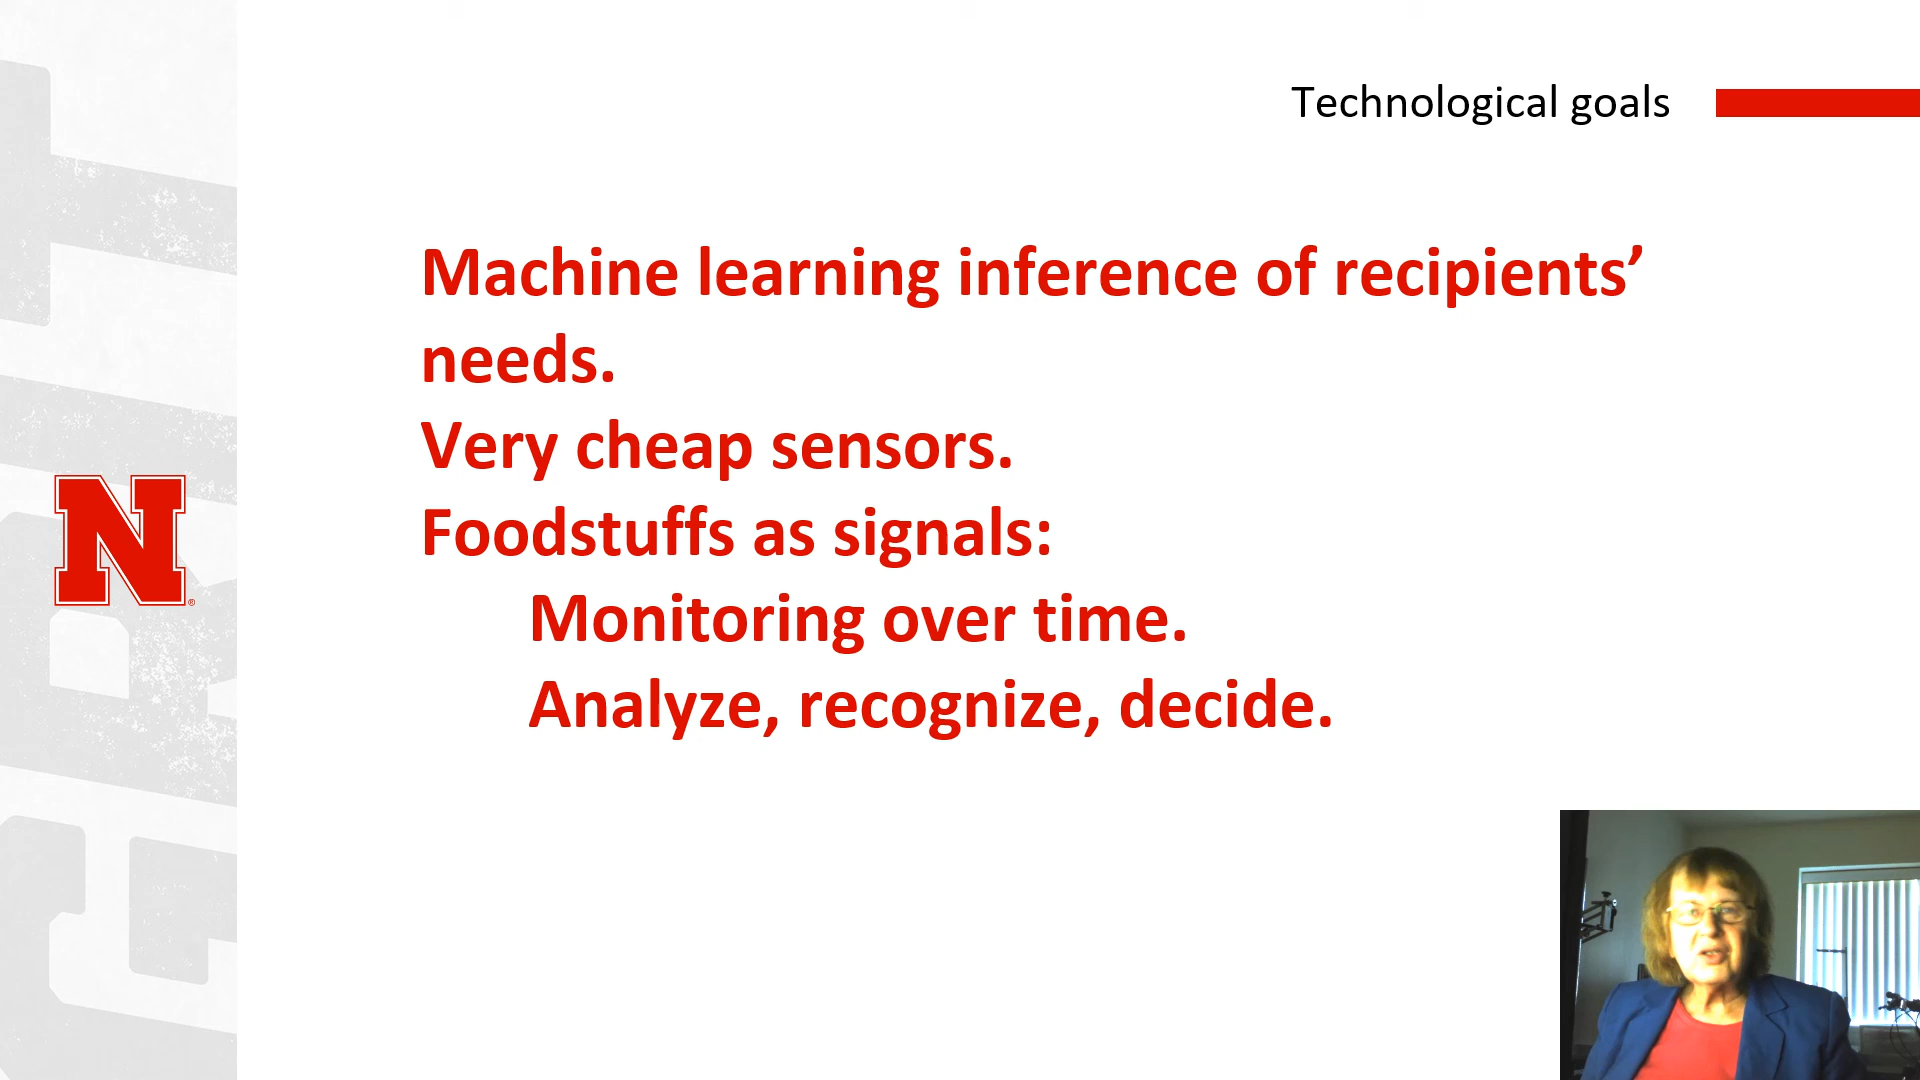 Technological goals
Machine learning inference of recipients’
needs.
Very cheap sensors.
Foodstuffs as signals:
Monitoring over time.
Analyze, recognize, decide.
N
®